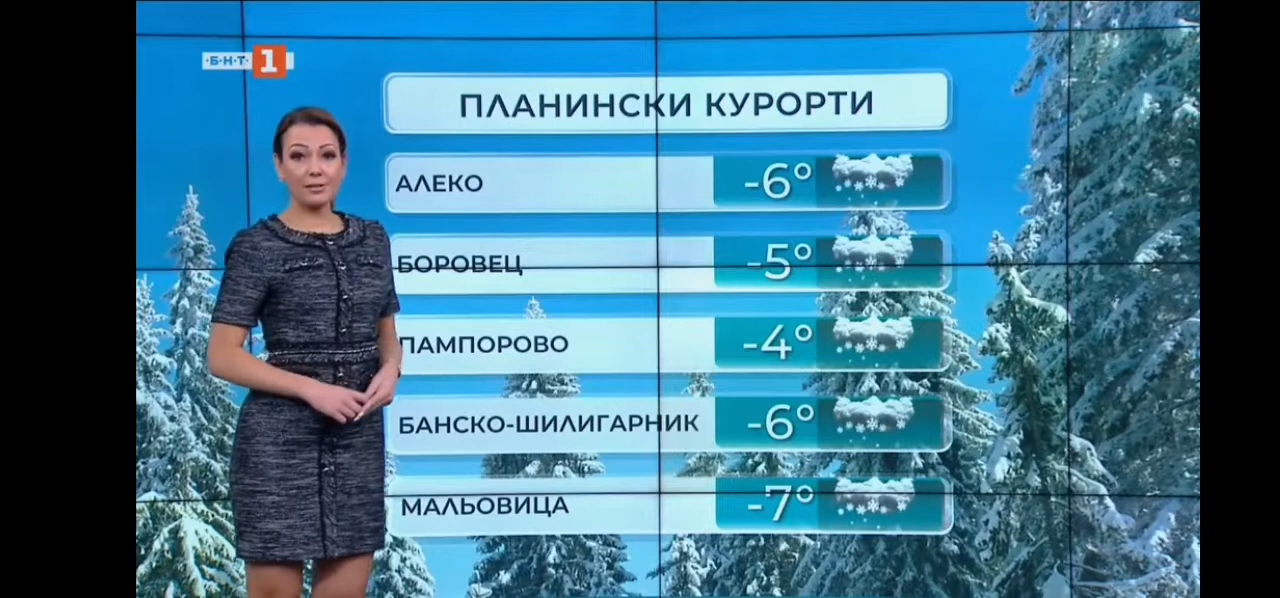 БНТ 1
ПЛАНИНСКИ КУРОРТИ
АЛЕКО -6°
БОРОВЕЦ -5°
ПАМПОРОВО -4°
БАНСКО-ШИЛИГАРНИК -6°
МАЛЬОВИЦА -7°